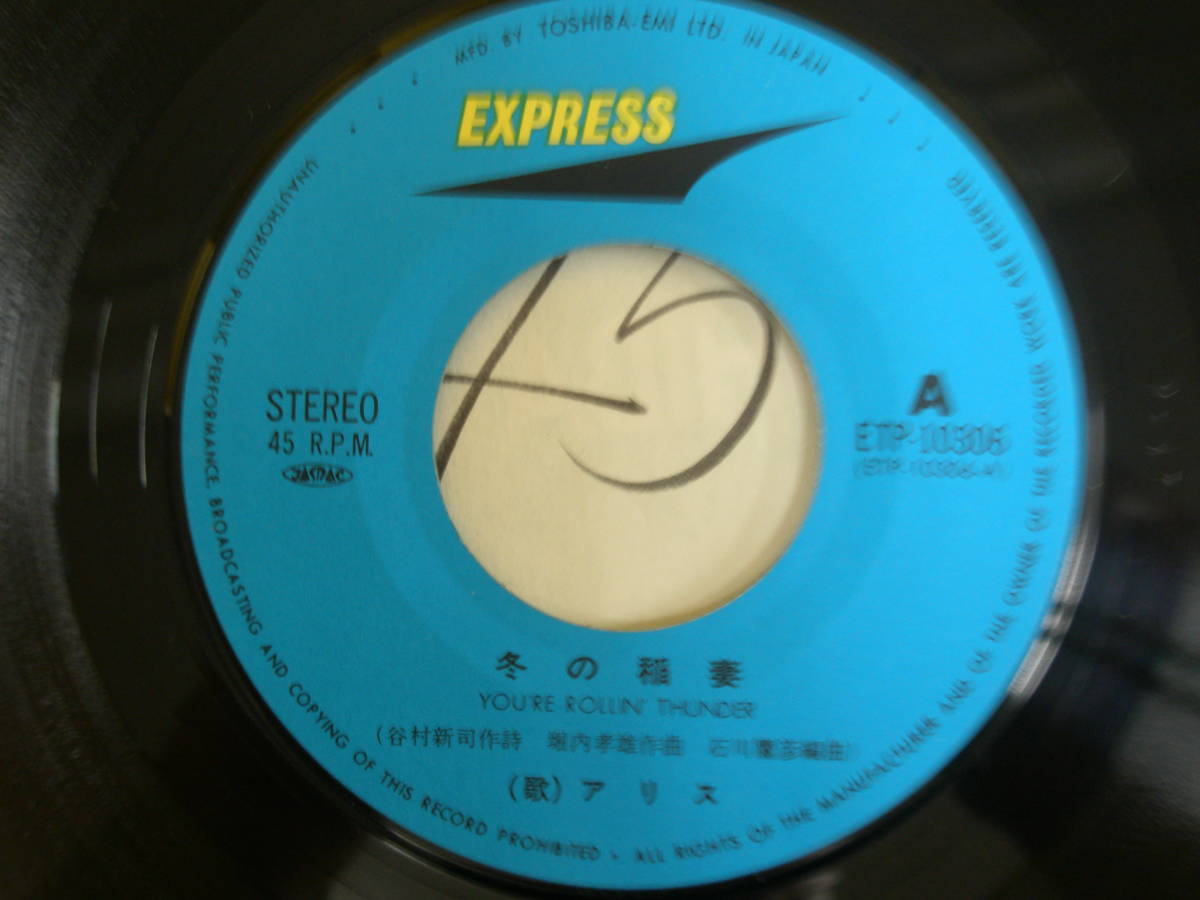 MFD. BY TOSHIBA-EMI LTD. IN JAPAN
EXPRESS
STEREO
45 R.P.M.
JASRAC
A
ETP-10306
(ETP-10306-A)
冬の稲妻
YOU'RE ROLLIN' THUNDER
(谷村新司作詩 堀内孝雄作曲 石川鷹彦編曲)
(歌) アリス
UNAUTHORIZED PUBLIC PERFORMANCE, BROADCASTING AND COPYING OF THIS RECORD PROHIBITED • ALL RIGHTS OF THE MANUFACTURER AND OF THE OWNER OF THE RECORDED WORK ARE RESERVED